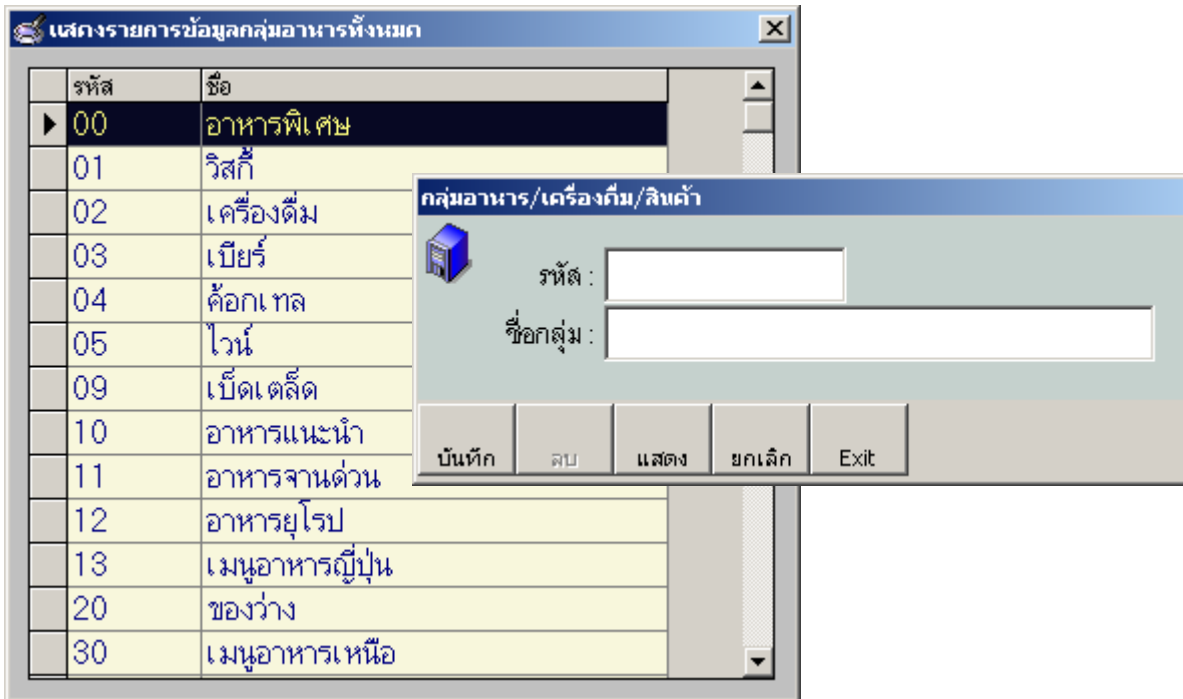 แสดงรายการข้อมูลกลุ่มอาหารทั้งหมด
รหัส ชื่อ
00 อาหารพิเศษ
01 วิสกี้
02 เครื่องดื่ม
03 เบียร์
04 ค้อกเทล
05 ไวน์
09 เบ็ดเตล็ด
10 อาหารแนะนำ
11 อาหารจานด่วน
12 อาหารยุโรป
13 เมนูอาหารญี่ปุ่น
20 ของว่าง
30 เมนูอาหารเหนือ
กลุ่มอาหาร/เครื่องดื่ม/สินค้า
รหัส :
ชื่อกลุ่ม :
บันทึก ลบ แสดง ยกเลิก Exit